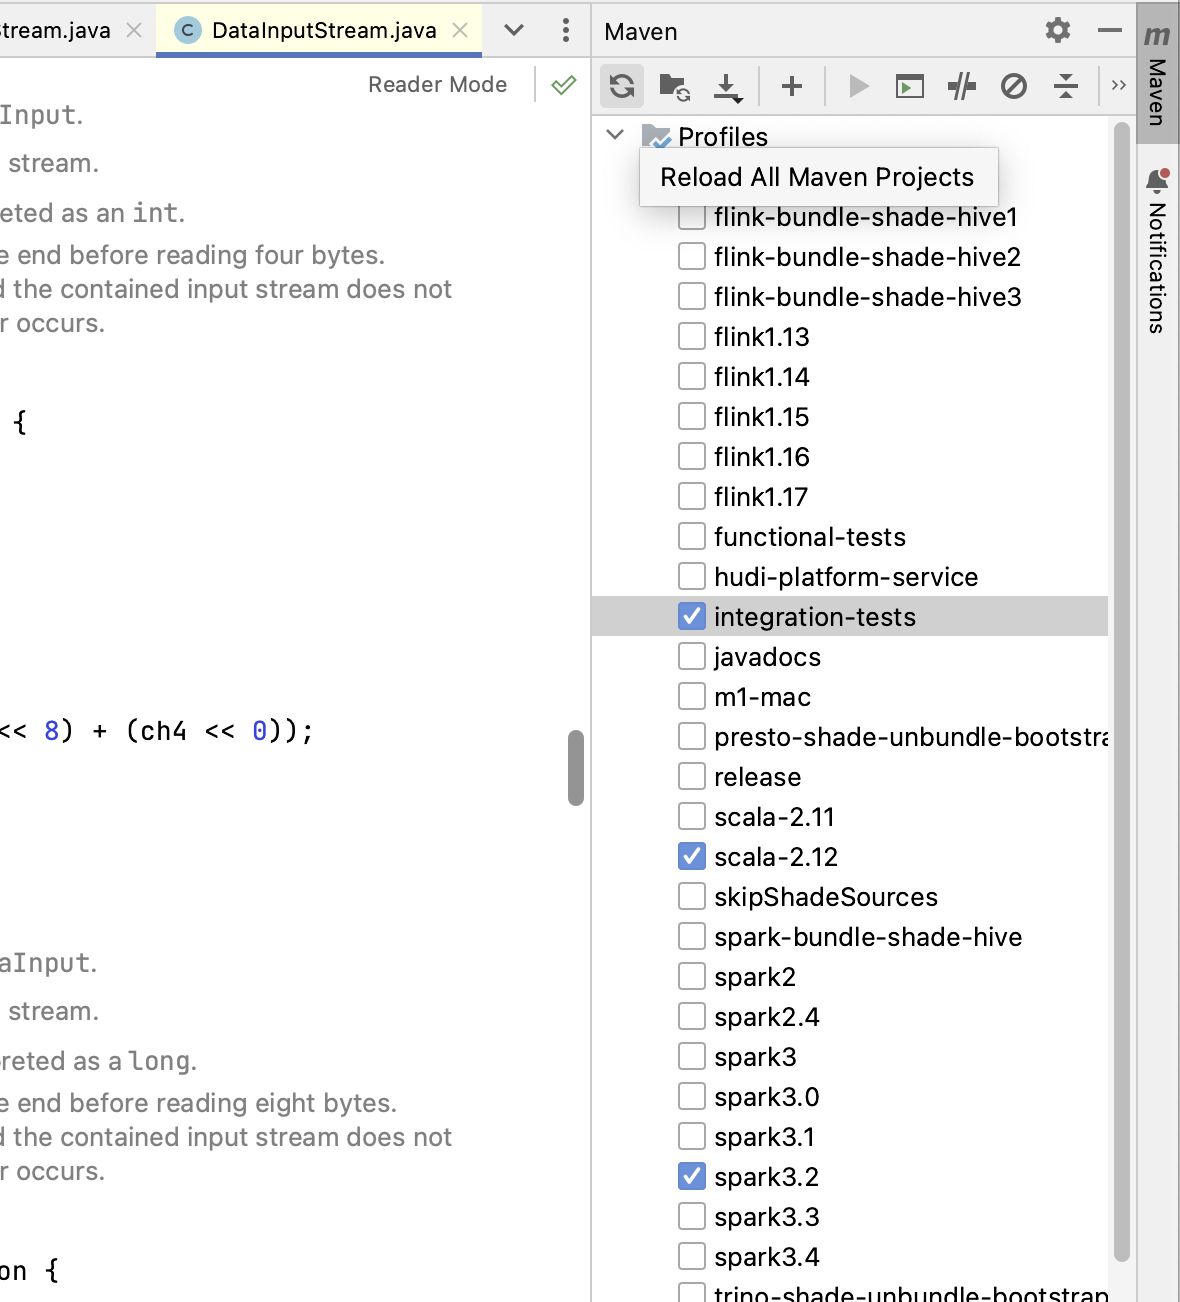 Stream.java
C DataInputStream.java
Maven
Reader Mode
Input.
stream.
eted as an int.
e end before reading four bytes.
d the contained input stream does not
r occurs.
{
<< 8) + (ch4 << 0));
aInput.
stream.
reted as a long.
e end before reading eight bytes.
d the contained input stream does not
r occurs.
on {
Profiles
Reload All Maven Projects
flink-bundle-shade-hive1
flink-bundle-shade-hive2
flink-bundle-shade-hive3
flink1.13
flink1.14
flink1.15
flink1.16
flink1.17
functional-tests
hudi-platform-service
integration-tests
javadocs
m1-mac
presto-shade-unbundle-bootstra
release
scala-2.11
scala-2.12
skipShadeSources
spark-bundle-shade-hive
spark2
spark2.4
spark3
spark3.0
spark3.1
spark3.2
spark3.3
spark3.4
trino-shade-unbundle-bootstrap
m
Maven
Notifications